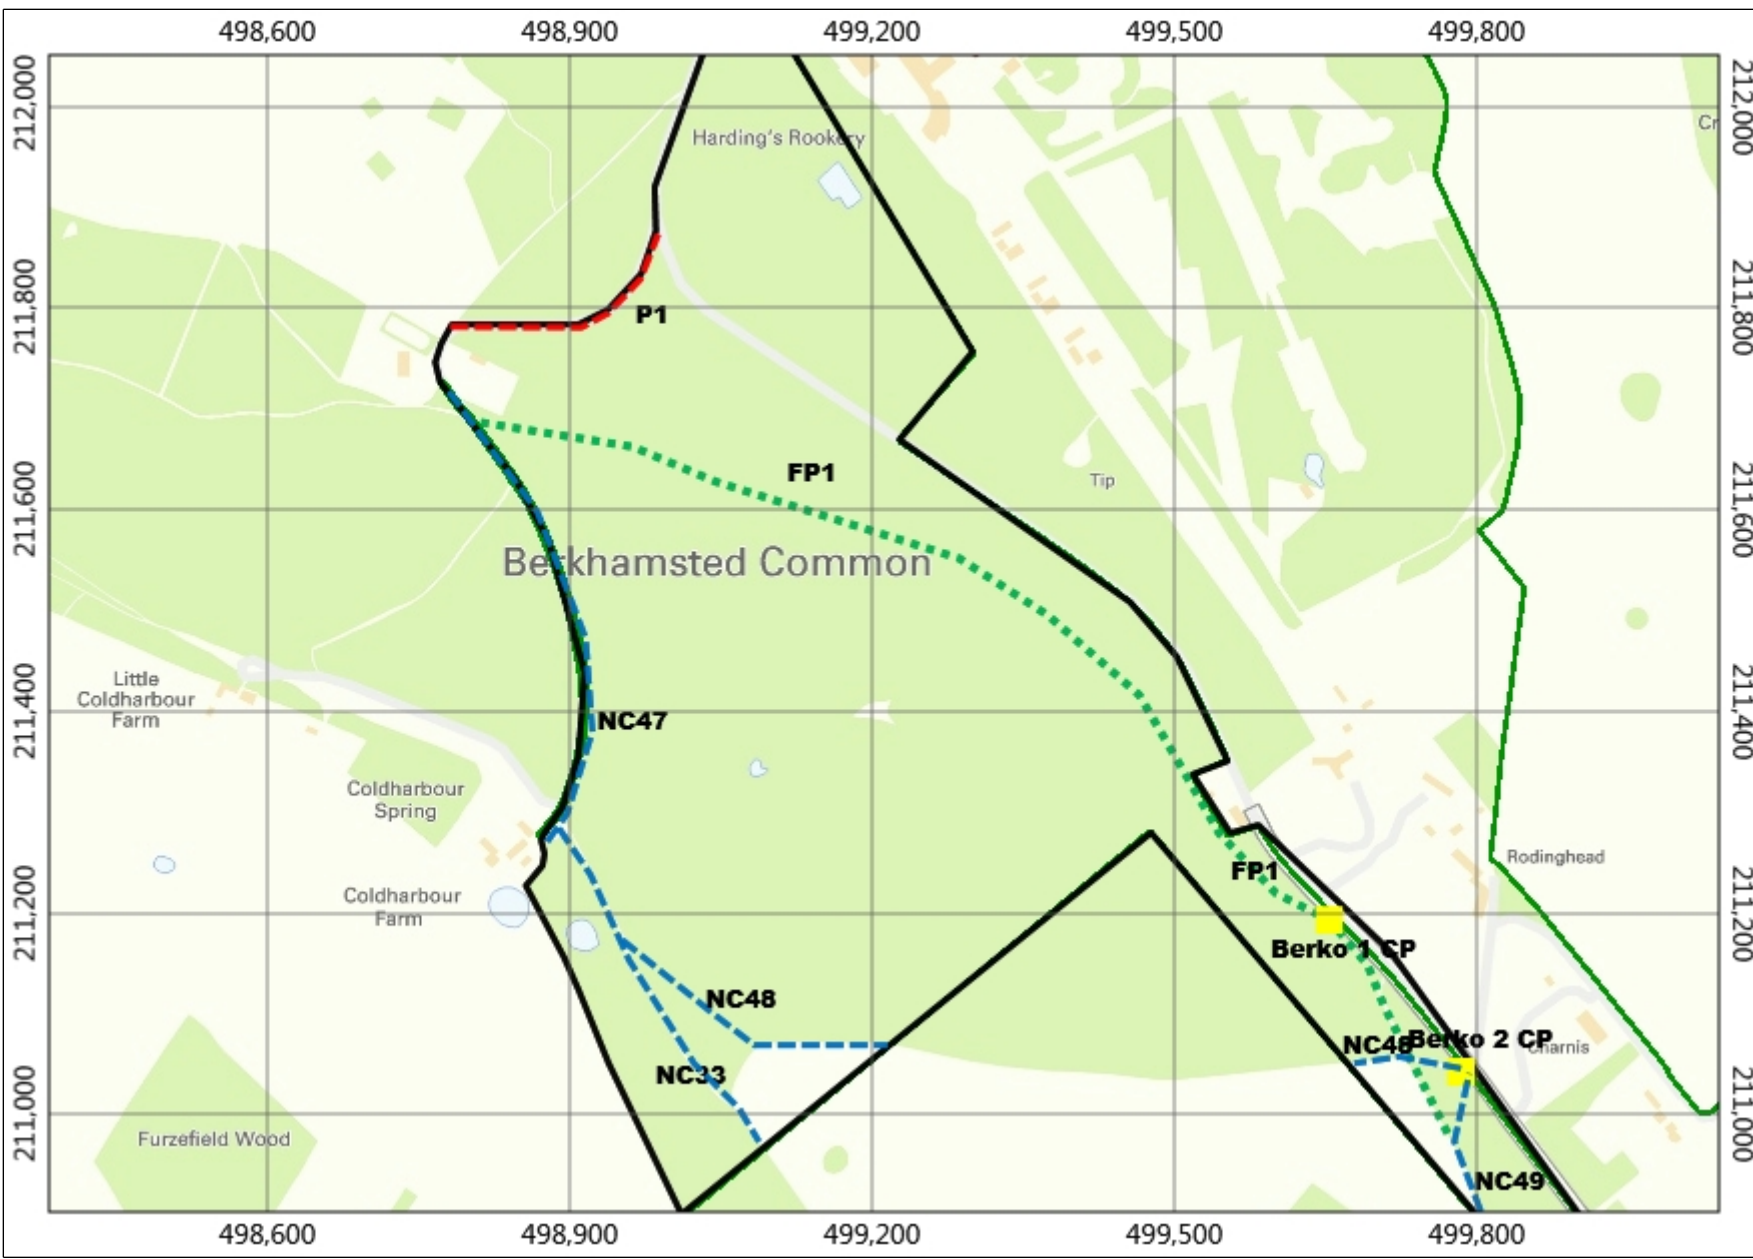 498,600 498,900 499,200 499,500 499,800
212,000
212,000
Harding's Rookery
Cr
211,800
P1
211,800
FP1
Tip
211,600
211,600
Berkhamsted Common
Little
Coldharbour
Farm
211,400
NC47
211,400
Coldharbour
Spring
Rodinghead
FP1
Coldharbour
Farm
211,200
211,200
Berko 1 CP
NC48
NC48
Berko 2 CP
Charnis
NC33
211,000
211,000
Furzefield Wood
NC49
498,600 498,900 499,200 499,500 499,800